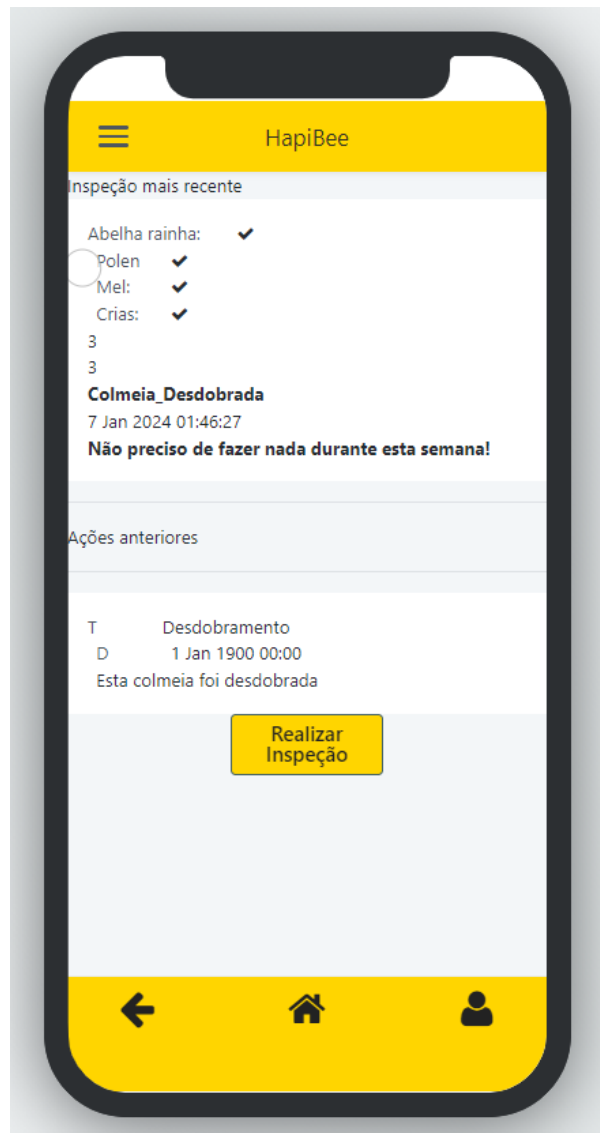 HapiBee
Inspeção mais recente
Abelha rainha:
Polen
Mel:
Crias:
3
3
Colmeia_Desdobrada
7 Jan 2024 01:46:27
Não preciso de fazer nada durante esta semana!
Ações anteriores
T Desdobramento
D 1 Jan 1900 00:00
Esta colmeia foi desdobrada
Realizar
Inspeção